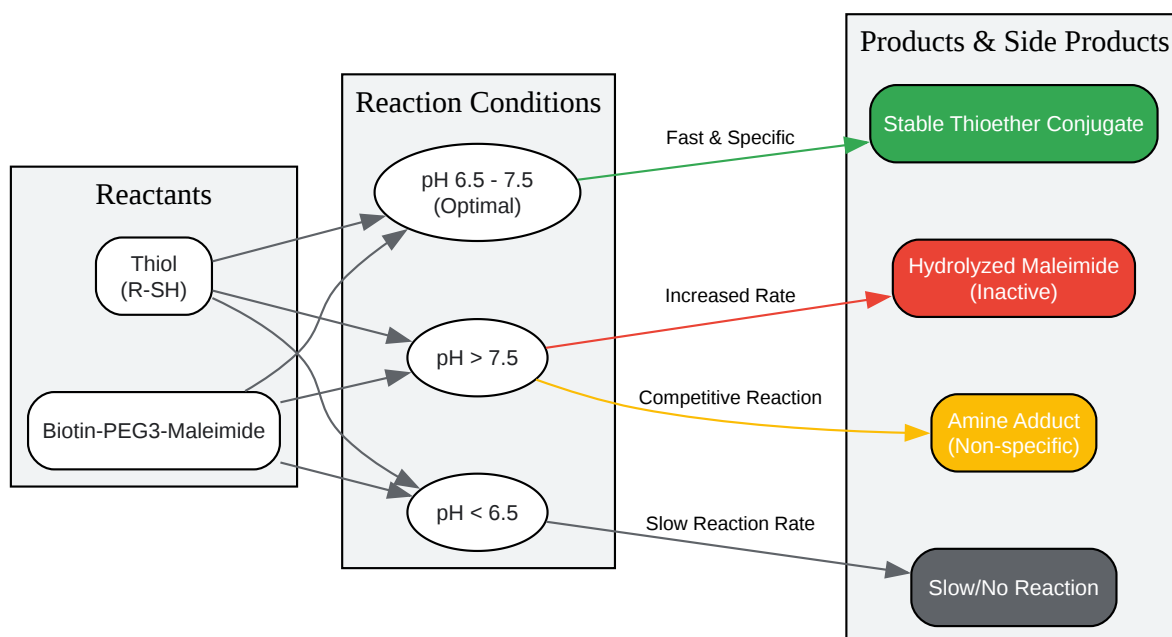 Reactants
Thiol
(R-SH)
Biotin-PEG3-Maleimide
Reaction Conditions
pH 6.5 - 7.5
(Optimal)
pH > 7.5
pH < 6.5
Fast & Specific
Increased Rate
Competitive Reaction
Slow Reaction Rate
Products & Side Products
Stable Thioether Conjugate
Hydrolyzed Maleimide
(Inactive)
Amine Adduct
(Non-specific)
Slow/No Reaction